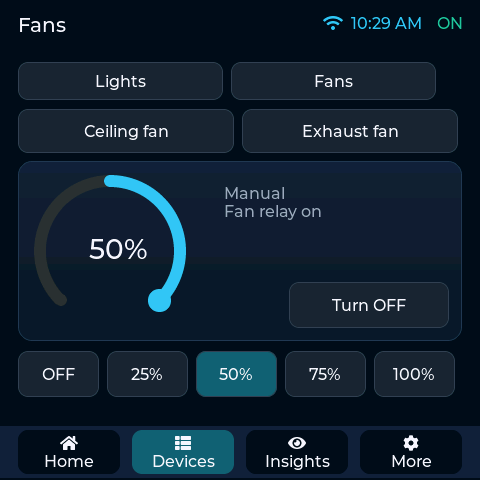 Fans
10:29 AM ON
Lights
Fans
Ceiling fan
Exhaust fan
50%
Manual
Fan relay on
Turn OFF
OFF
25%
50%
75%
100%
Home
Devices
Insights
More